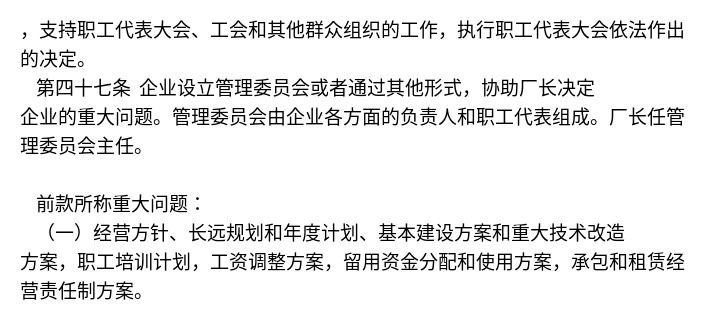 ，支持职工代表大会、工会和其他群众组织的工作，执行职工代表大会依法作出
的决定。
第四十七条 企业设立管理委员会或者通过其他形式，协助厂长决定
企业的重大问题。管理委员会由企业各方面的负责人和职工代表组成。厂长任管
理委员会主任。
前款所称重大问题：
（一）经营方针、长远规划和年度计划、基本建设方案和重大技术改造
方案，职工培训计划，工资调整方案，留用资金分配和使用方案，承包和租赁经
营责任制方案。